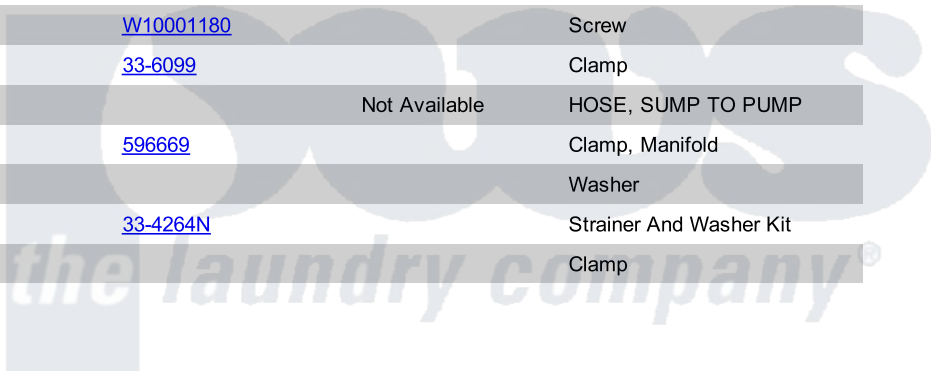 W10001180 Screw
33-6099 Clamp
Not Available HOSE, SUMP TO PUMP
596669 Clamp, Manifold
Washer
33-4264N Strainer And Washer Kit
Clamp
the laundry company®